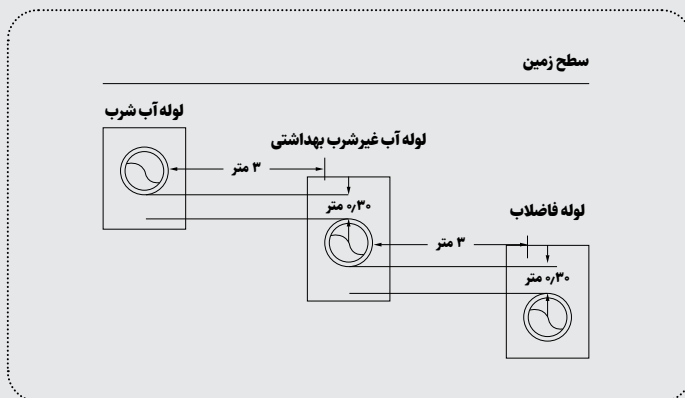 سطح زمین
لوله آب شرب
لوله آب غیرشرب بهداشتی
۳ متر
۰٫۳۰ متر
لوله فاضلاب
۳ متر
۰٫۳۰ متر